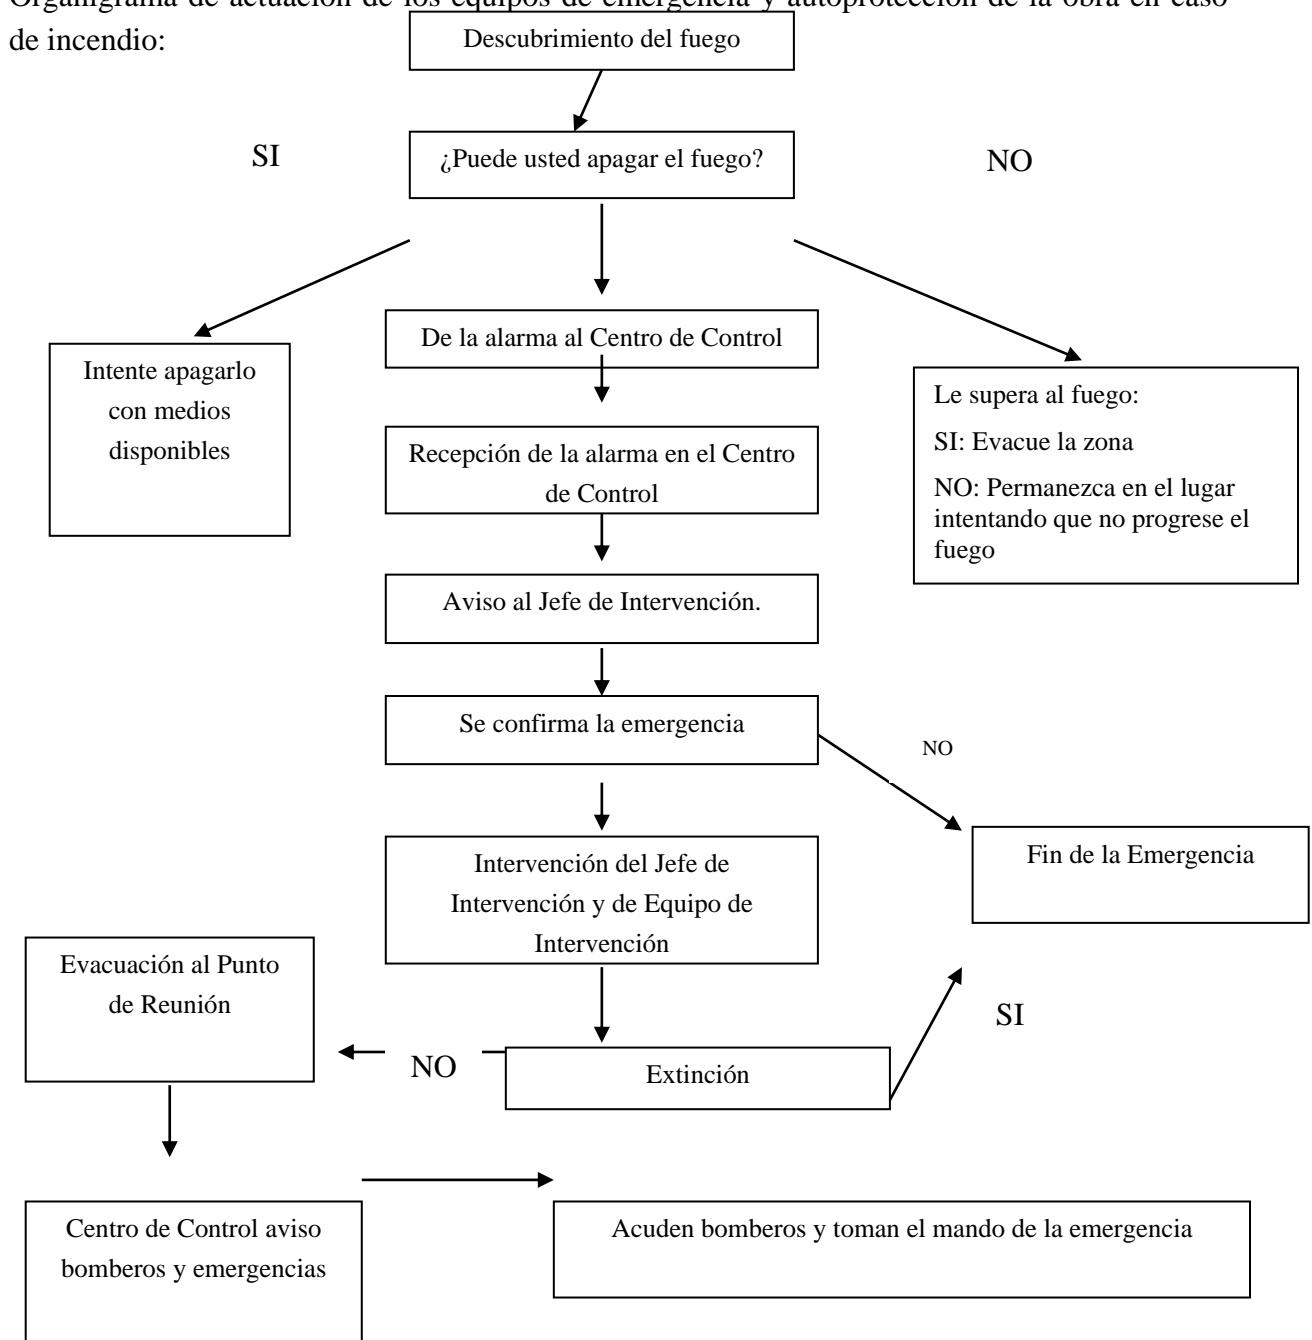 Organigrama de actuación de los equipos de emergencia y autoprotección de la obra en caso
de incendio:
Descubrimiento del fuego
SI
¿Puede usted apagar el fuego?
NO
De la alarma al Centro de Control
Intente apagarlo
con medios
disponibles
Le supera al fuego:
SI: Evacue la zona
NO: Permanezca en el lugar
intentando que no progrese el
fuego
Recepción de la alarma en el Centro
de Control
Aviso al Jefe de Intervención.
Se confirma la emergencia
NO
Intervención del Jefe de
Intervención y de Equipo de
Intervención
Fin de la Emergencia
Evacuación al Punto
de Reunión
SI
NO
Extinción
Centro de Control aviso
bomberos y emergencias
Acuden bomberos y toman el mando de la emergencia